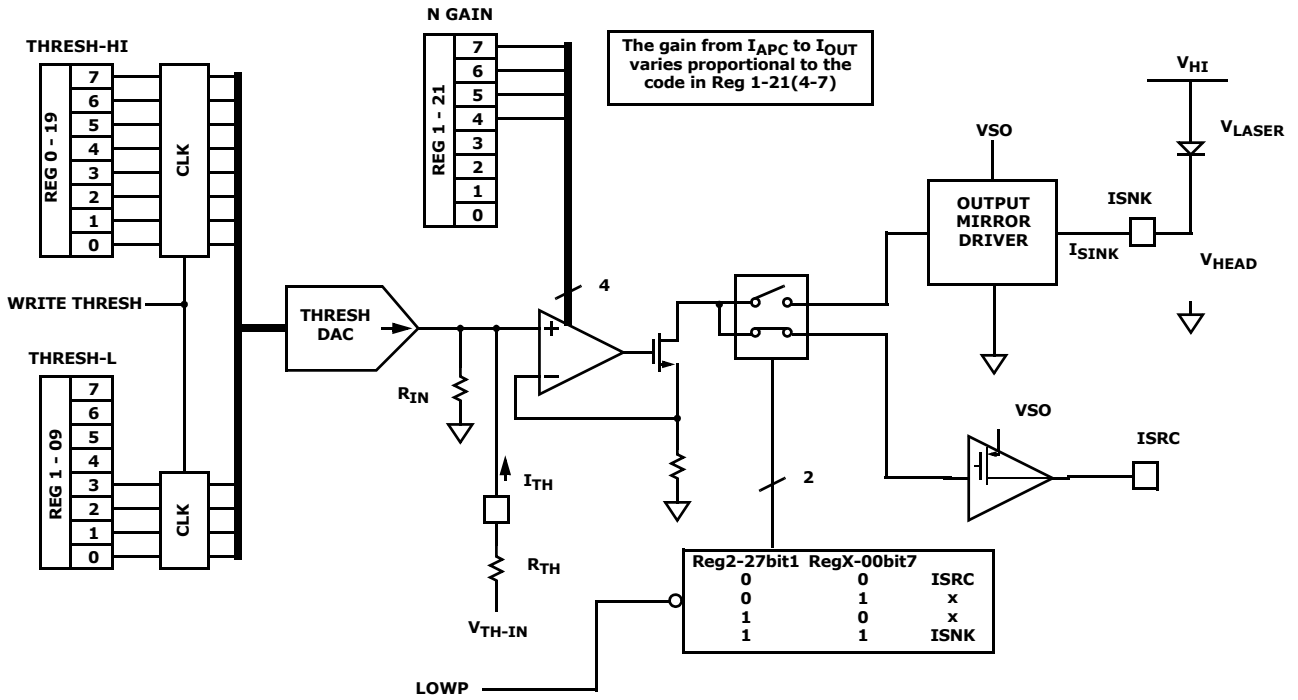 N GAIN
THRESH-HI
REG 0 - 19
7
6
5
4
3
2
1
0
CLK
REG 1 - 21
7
6
5
4
3
2
1
0
The gain from IAPC to IOUT
varies proportional to the
code in Reg 1-21(4-7)
VHI
VLASER
VSO
OUTPUT
MIRROR
DRIVER
ISNK
ISINK
VHEAD
WRITE THRESH
THRESH
DAC
4
+
−
RIN
THRESH-L
REG 1 - 09
7
6
5
4
3
2
1
0
CLK
ITH
RTH
VTH-IN
2
VSO
ISRC
Reg2-27bit1 RegX-00bit7
0 0 ISRC
0 1 x
1 0 x
1 1 ISNK
LOWP